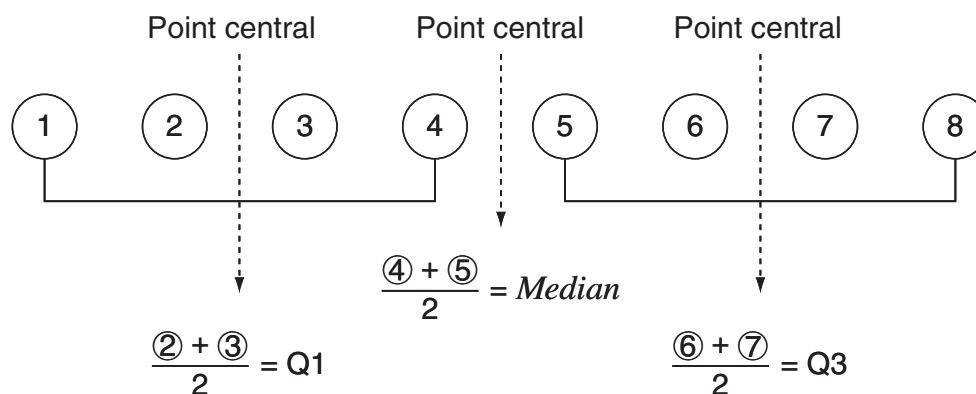 Point central Point central Point central
1 2 3 4 5 6 7 8
④ + ⑤
2
= Median
② + ③
2
= Q1
⑥ + ⑦
2
= Q3